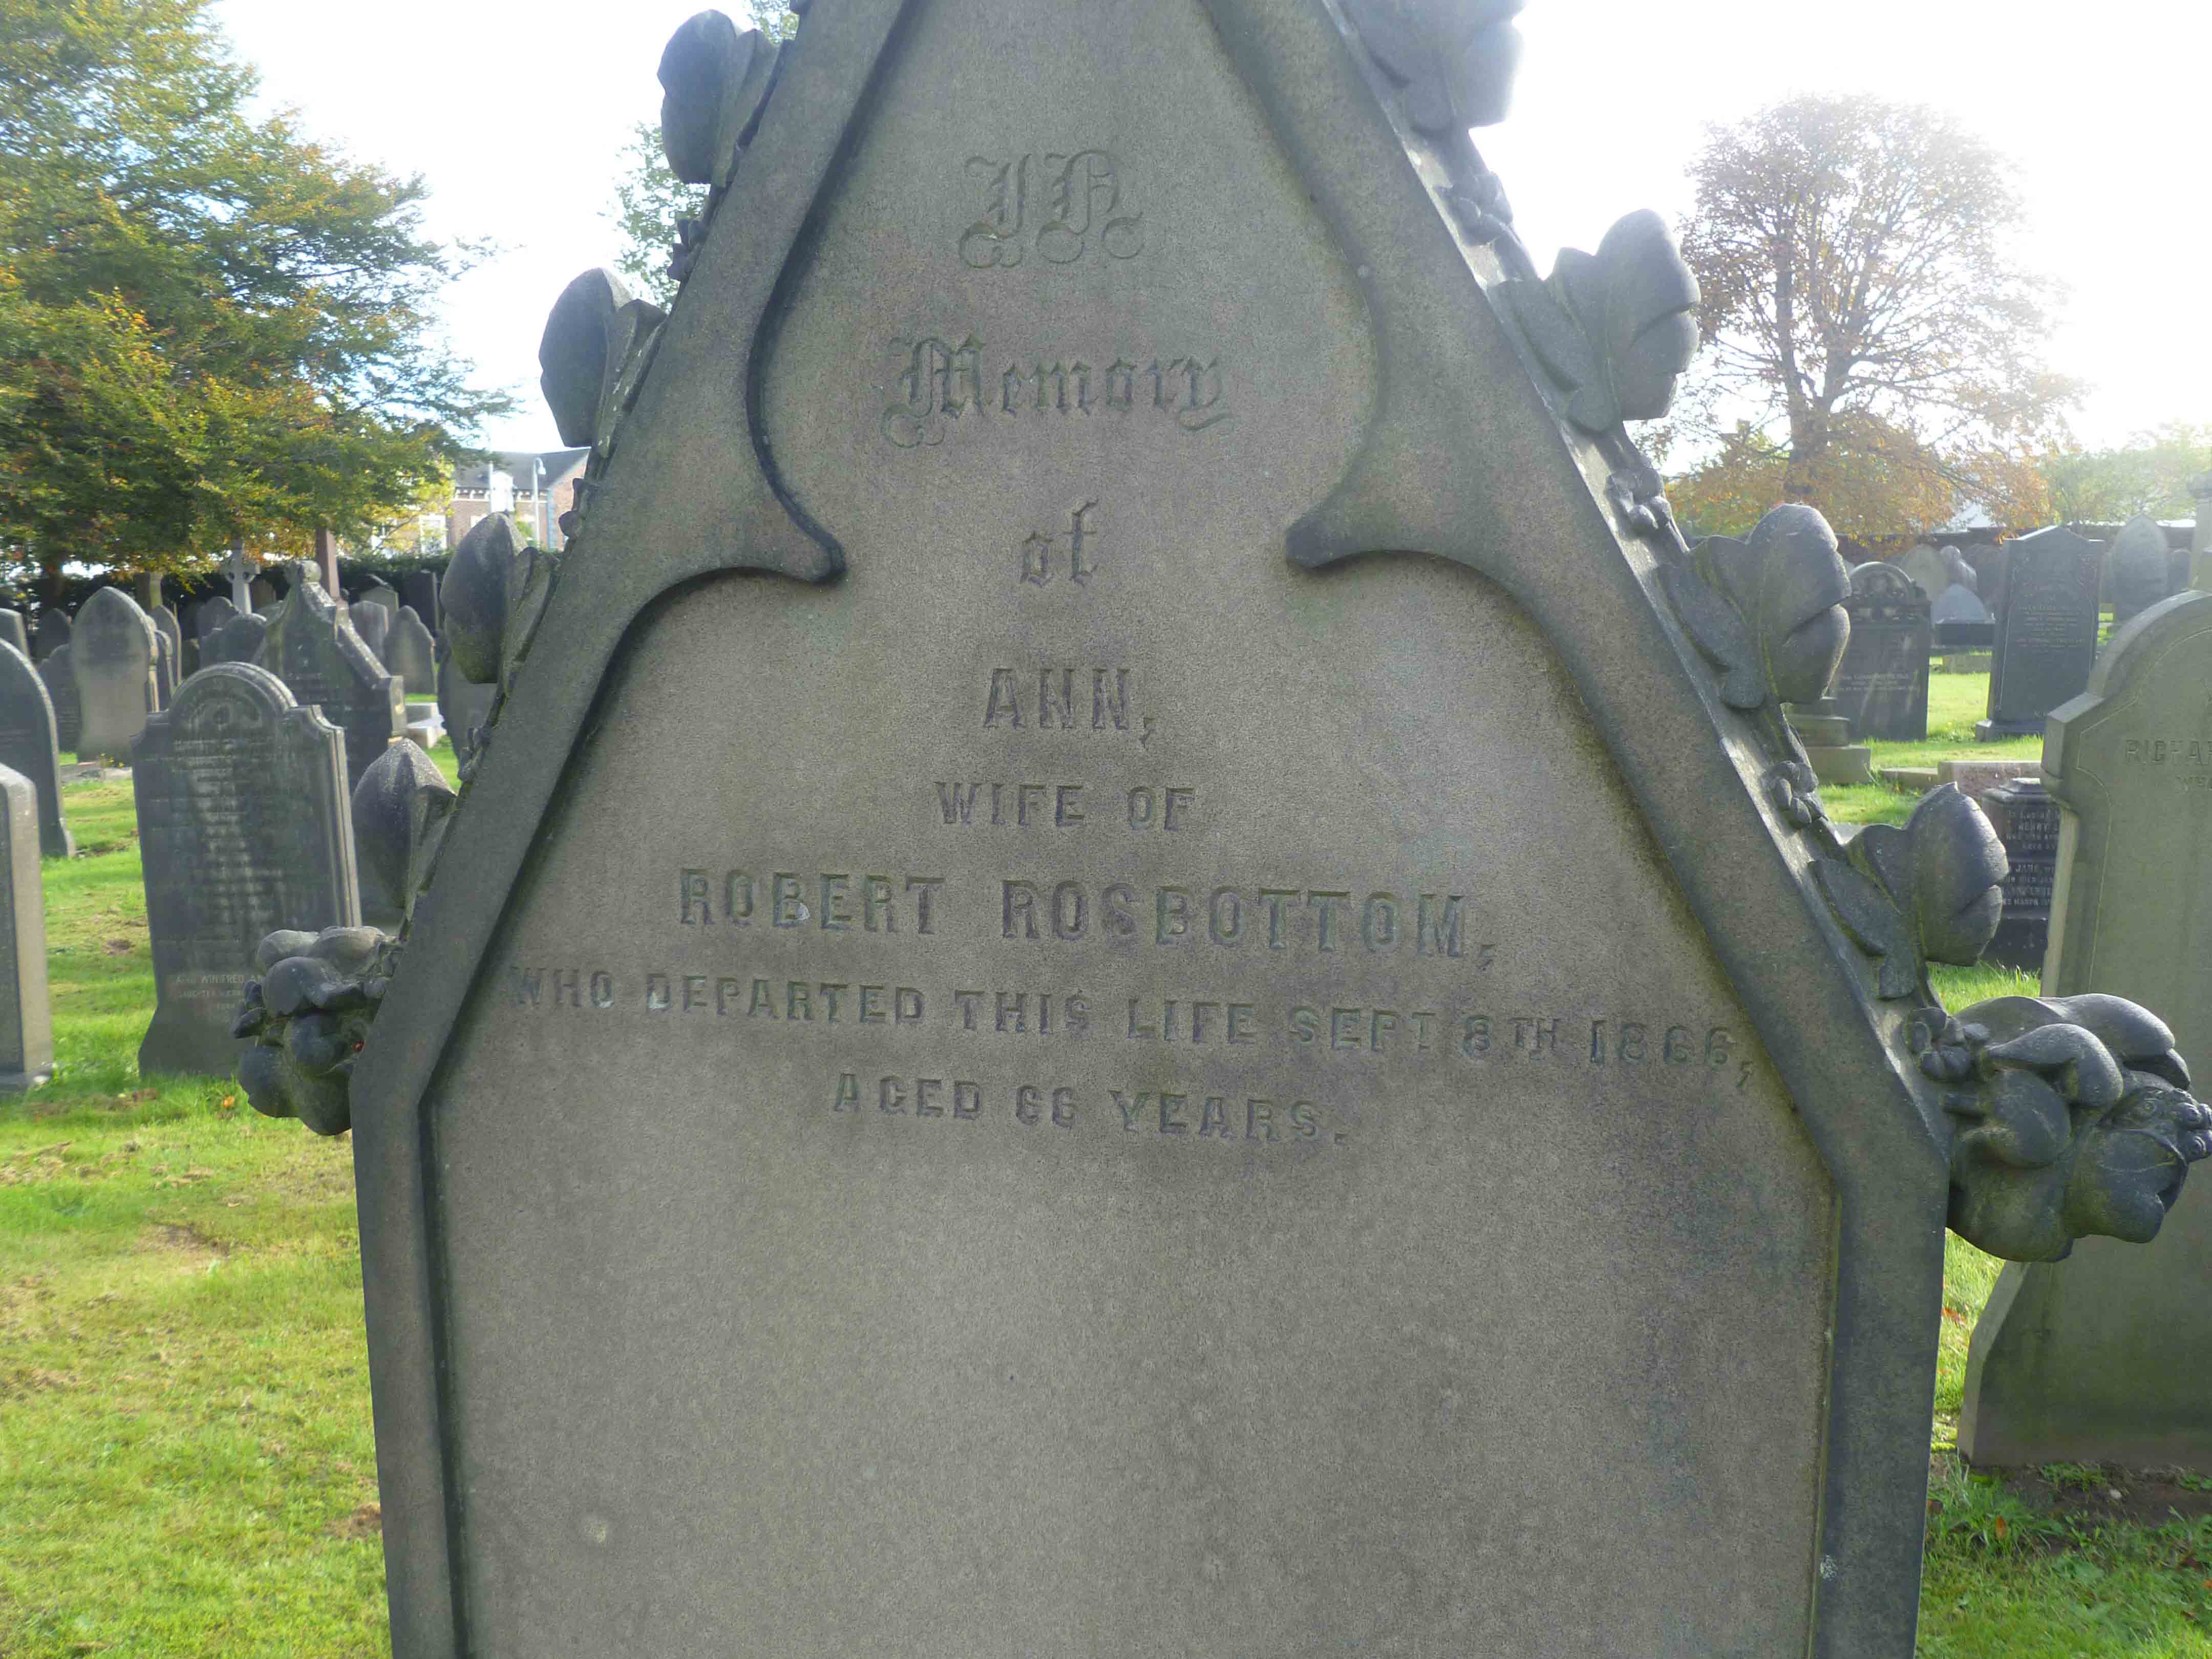 IN
Memory
of
ANN,
WIFE OF
ROBERT ROSBOTTOM,
WHO DEPARTED THIS LIFE SEPT 8TH 1866,
AGED 66 YEARS.